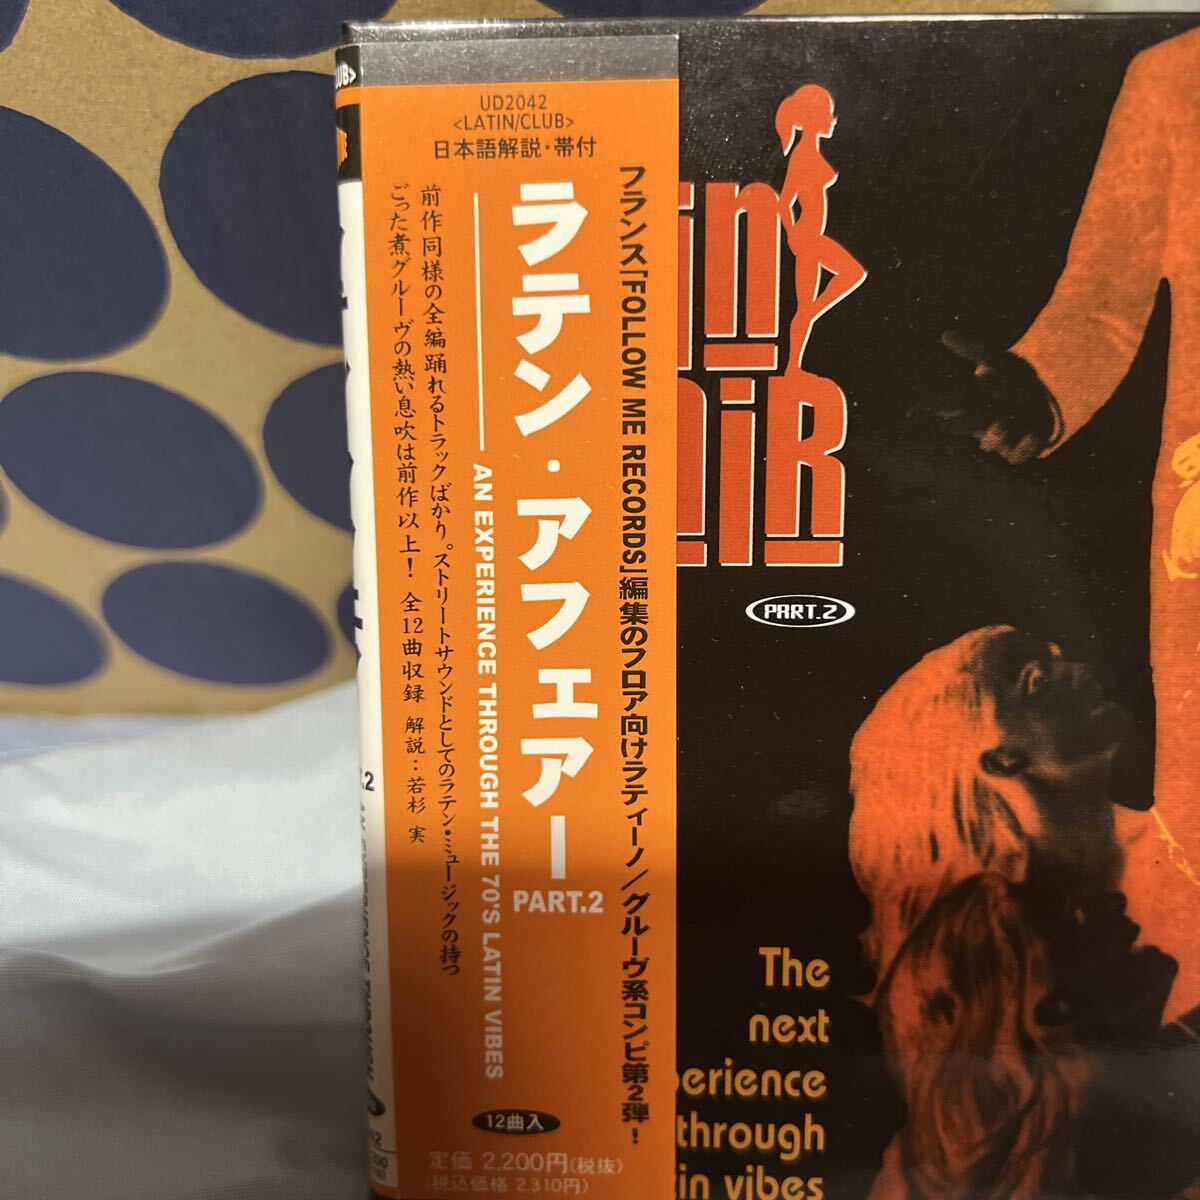 UD2042
<LATIN/CLUB>
日本語解説・帯付
フランス「FOLLOW ME RECORDS」編集のフロア向けラティーノ/グルーヴ系コンピ第2弾!
ラテン・アフェアー PART.2
AN EXPERIENCE THROUGH THE 70'S LATIN VIBES
前作同様の全編踊れるトラックばかり。ストリートサウンドとしてのラテン・ミュージックの持つ
ごった煮グルーヴの熱い息吹は前作以上! 全12曲収録 解説:若杉 実
12曲入
定価 2,200円(税抜)
(税込価格 2,310円)
PART.2
The
next
perience
through
tin vibes